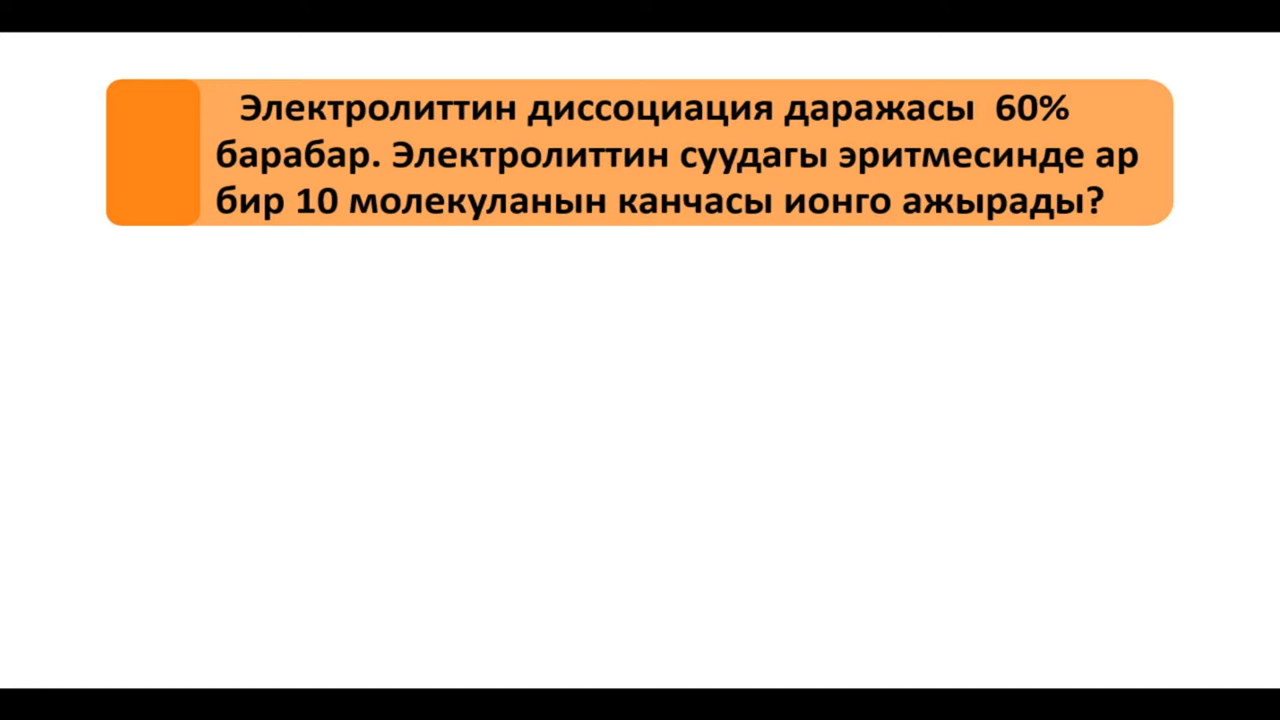 Электролиттин диссоциация даражасы 60%
барабар. Электролиттин суудагы эритмесинде ар
бир 10 молекуланын канчасы ионго ажырады?